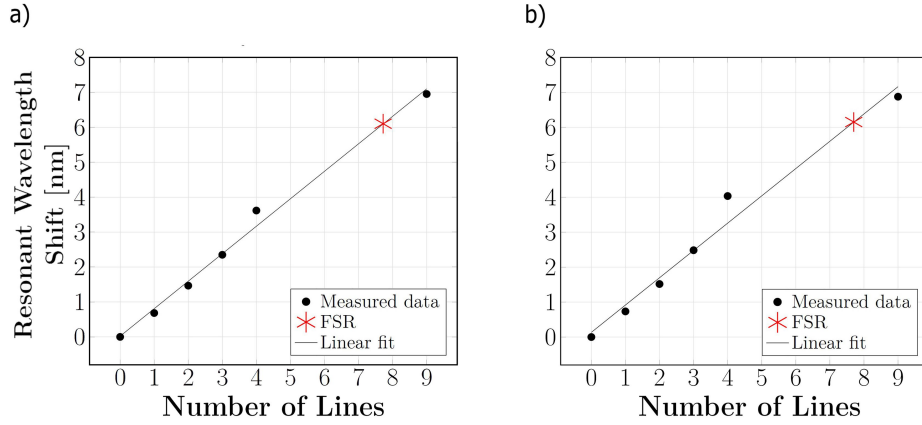 a)
b)
Resonant Wavelength
Shift [nm]
8
7
6
5
4
3
2
1
0
0 1 2 3 4 5 6 7 8 9
Number of Lines
Measured data
FSR
Linear fit
8
7
6
5
4
3
2
1
0
0 1 2 3 4 5 6 7 8 9
Number of Lines
Measured data
FSR
Linear fit